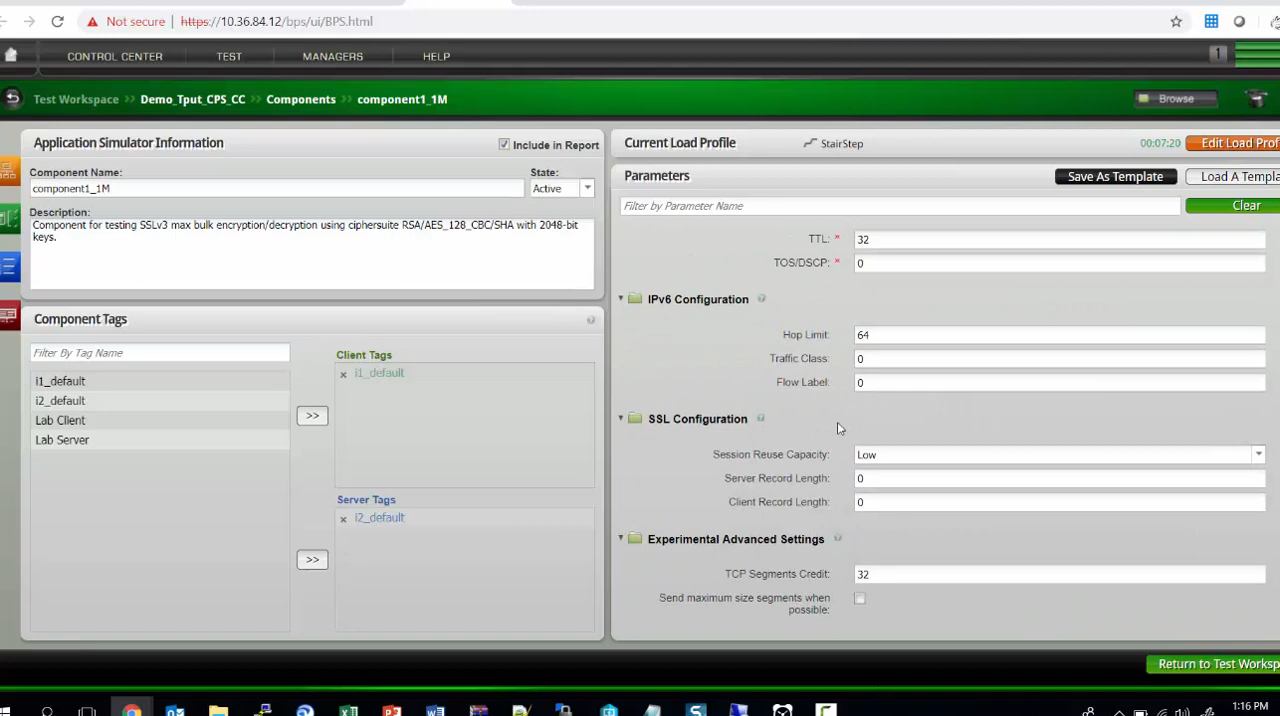 Not secure https://10.36.84.12/bps/ui/BPS.html
CONTROL CENTER TEST MANAGERS HELP 1
Test Workspace >> Demo_Tput_CPS_CC >> Components >> component1_1M Browse
Application Simulator Information Include in Report
Component Name: State:
component1_1M Active
Description:
Component for testing SSLv3 max bulk encryption/decryption using ciphersuite RSA/AES_128_CBC/SHA with 2048-bit
keys.
Component Tags
Filter By Tag Name
i1_default
i2_default
Lab Client
Lab Server
>>
>>
Client Tags
x i1_default
Server Tags
x i2_default
Current Load Profile StairStep 00:07:20 Edit Load Prof
Parameters Save As Template Load A Templa
Filter by Parameter Name Clear
TTL: * 32
TOS/DSCP: * 0
IPv6 Configuration ?
Hop Limit: 64
Traffic Class: 0
Flow Label: 0
SSL Configuration ?
Session Reuse Capacity: Low
Server Record Length: 0
Client Record Length: 0
Experimental Advanced Settings ?
TCP Segments Credit: 32
Send maximum size segments when
possible:
Return to Test Worksp
1:16 PM